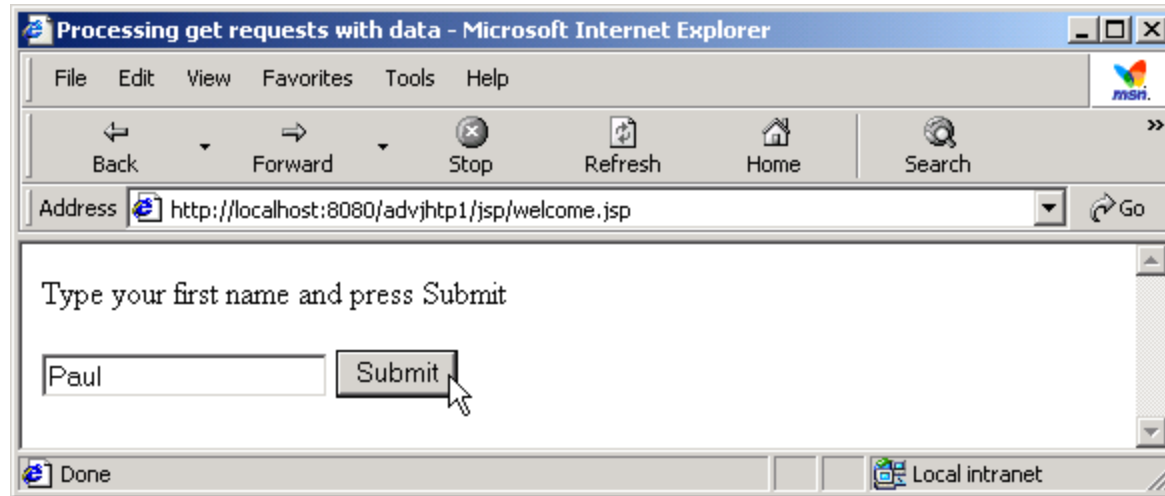 Processing get requests with data - Microsoft Internet Explorer
File Edit View Favorites Tools Help
msn.
Back Forward Stop Refresh Home Search »
Address http://localhost:8080/advjhtp1/jsp/welcome.jsp Go
Type your first name and press Submit
Paul Submit
Done Local intranet